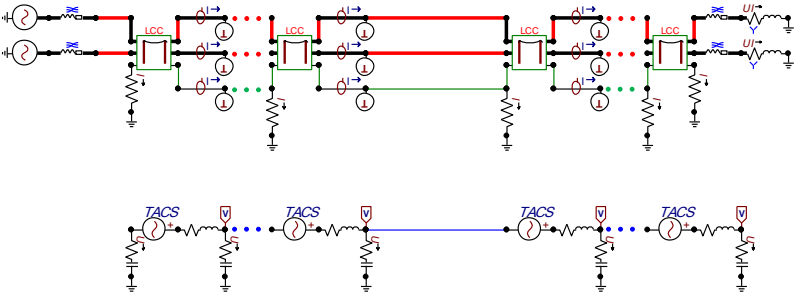 LCC LCC LCC LCC
I I I I
UI
I I I I
UI
I I I I
TACS TACS TACS TACS
V V V V
+ + + +